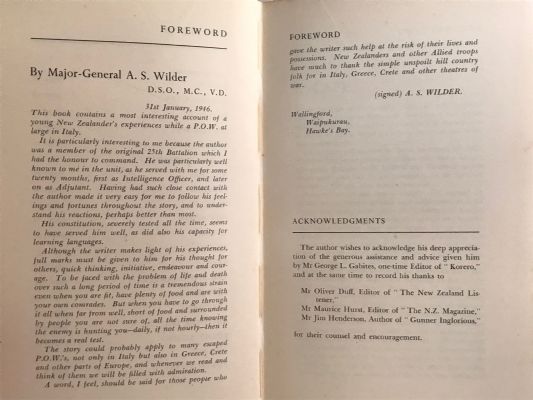 FOREWORD
By Major-General A. S. Wilder
D.S.O., M.C., V.D.
31st January, 1946.
This book contains a most interesting account of a
young New Zealander's experiences while a P.O.W. at
large in Italy.
It is particularly interesting to me because the author
was a member of the original 25th Battalion which I
had the honour to command. He was particularly well
known to me in the unit, as he served with me for some
twenty months, first as Intelligence Officer, and later
on as Adjutant. Having had such close contact with
the author made it very easy for me to follow his feel-
ings and fortunes throughout the story, and to under-
stand his reactions, perhaps better than most.
His constitution, severely tested all the time, seems
to have served him well, as did also his capacity for
learning languages.
Although the writer makes light of his experiences,
full marks must be given to him for his thought for
others, quick thinking, initiative, endeavour and cour-
age. To be faced with the problem of life and death
over such a long period of time is a tremendous strain
even when you are fit, have plenty of food and are with
your own comrades. But when you have to go through
it all when far from well, short of food and surrounded
by people you are not sure of, all the time knowing
the enemy is hunting you—daily, if not hourly—then it
becomes a real test.
The story could probably apply to many escaped
P.O.W.'s, not only in Italy but also in Greece, Crete
and other parts of Europe, and whenever we read and
think of them we will be filled with admiration.
A word, I feel, should be said for those people who
FOREWORD
gave the writer such help at the risk of their lives and
possessions. New Zealanders and other Allied troops
have much to thank the simple unspoilt hill country
folk for in Italy, Greece, Crete and other theatres of
war.
(signed) A. S. WILDER.
Wallingford,
Waipukurau,
Hawke's Bay.
ACKNOWLEDGMENTS
The author wishes to acknowledge his deep apprecia-
tion of the generous assistance and advice given him
by Mr George L. Gabites, one-time Editor of "Korero,"
and at the same time to record his thanks to
Mr Oliver Duff, Editor of "The New Zealand Lis-
tener,"
Mr Maurice Hurst, Editor of "The N.Z. Magazine,"
Mr Jim Henderson, Author of "Gunner Inglorious,"
for their counsel and encouragement.